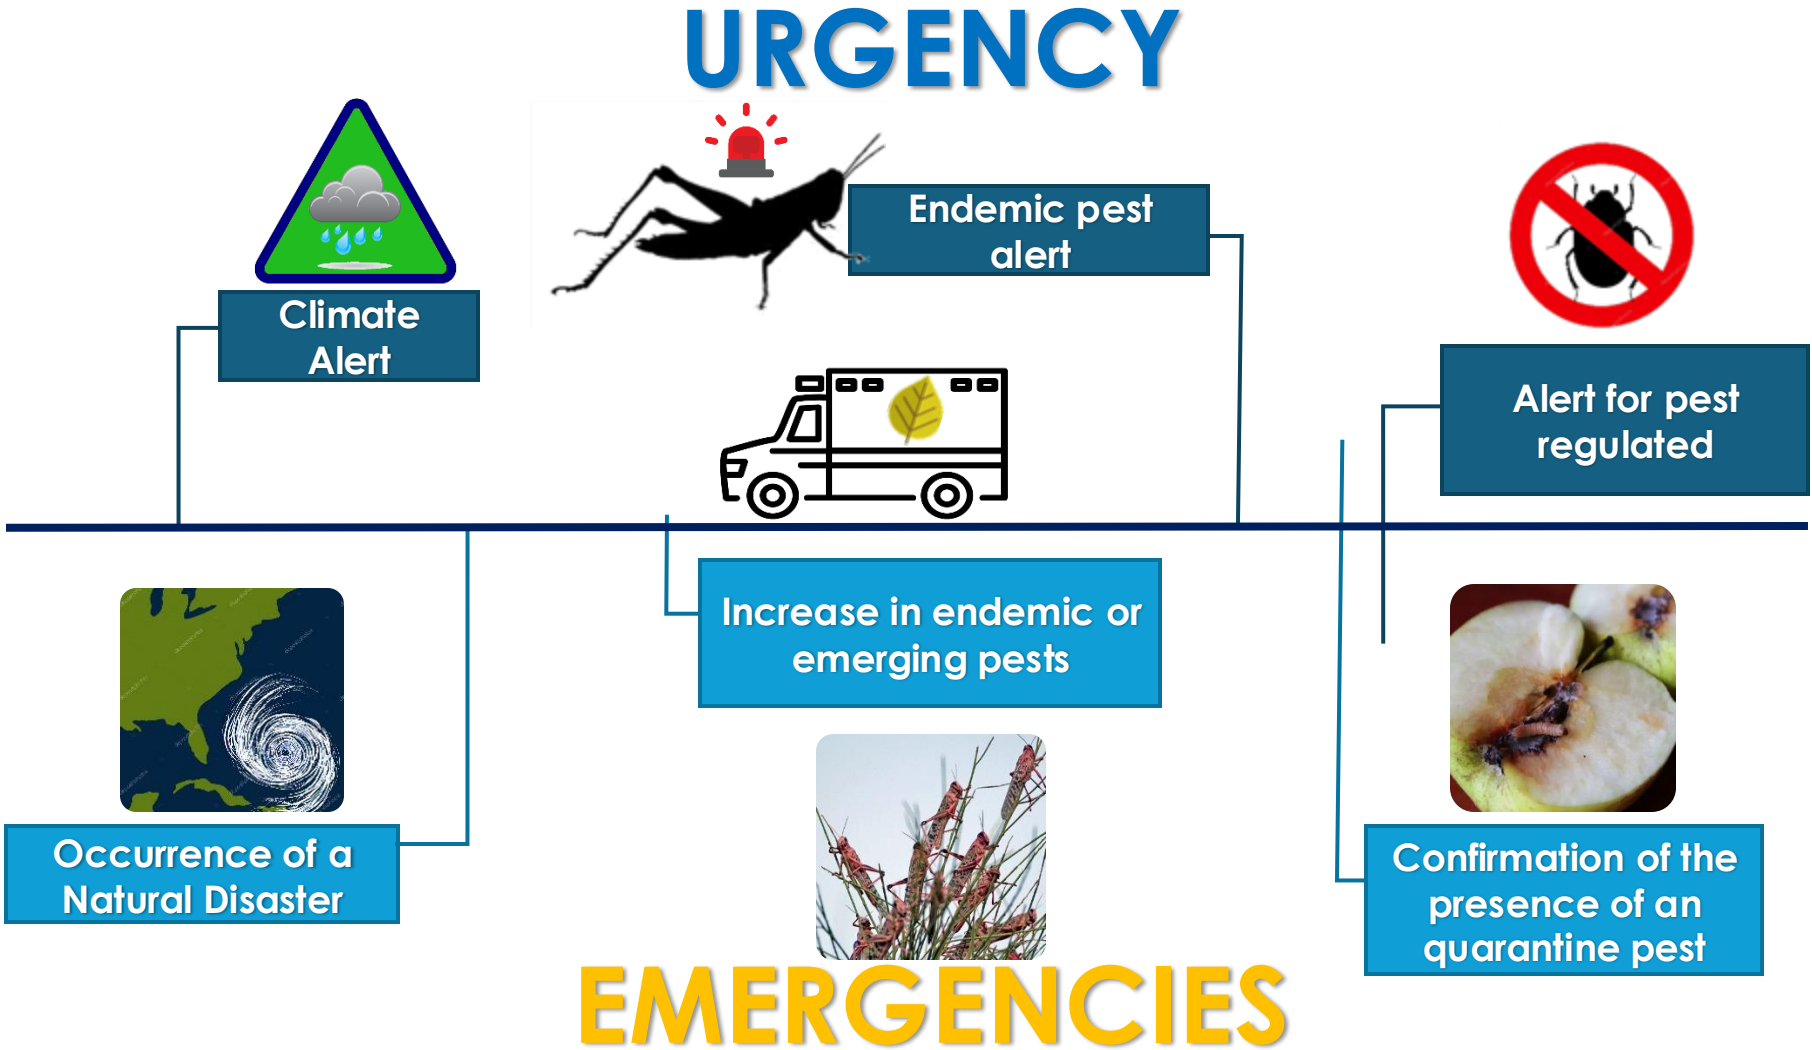 URGENCY
Endemic pest
alert
Climate
Alert
Alert for pest
regulated
Increase in endemic or
emerging pests
Occurrence of a
Natural Disaster
Confirmation of the
presence of an
quarantine pest
EMERGENCIES